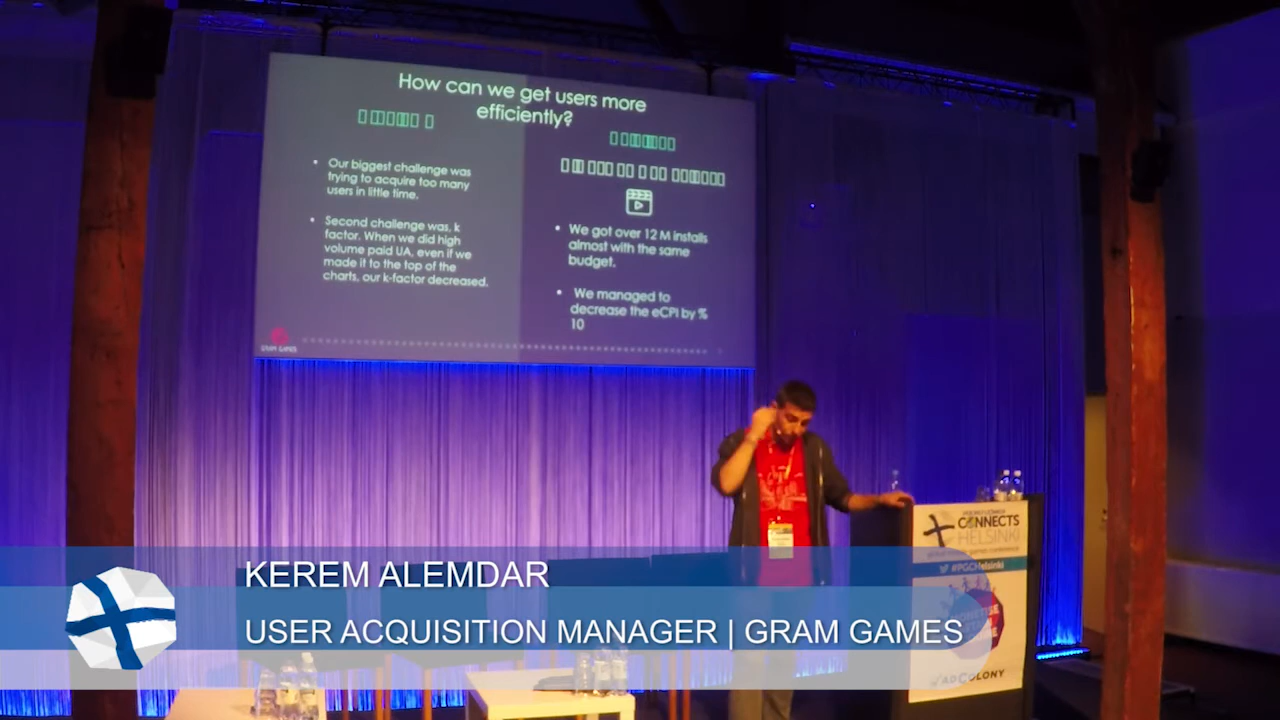 How can we get users more
efficiently?
• Our biggest challenge was
trying to acquire too many
users in little time.
• Second challenge was, k
factor. When we did high
volume paid UA, even if we
made it to the top of the
charts, our k-factor decreased.
• We got over 12 M installs
almost with the same
budget.
• We managed to
decrease the eCPI by %
10
GRAM GAMES
CONNECTS
HELSINKI
#PGCHelsinki
ADCOLONY
KEREM ALEMDAR
USER ACQUISITION MANAGER | GRAM GAMES